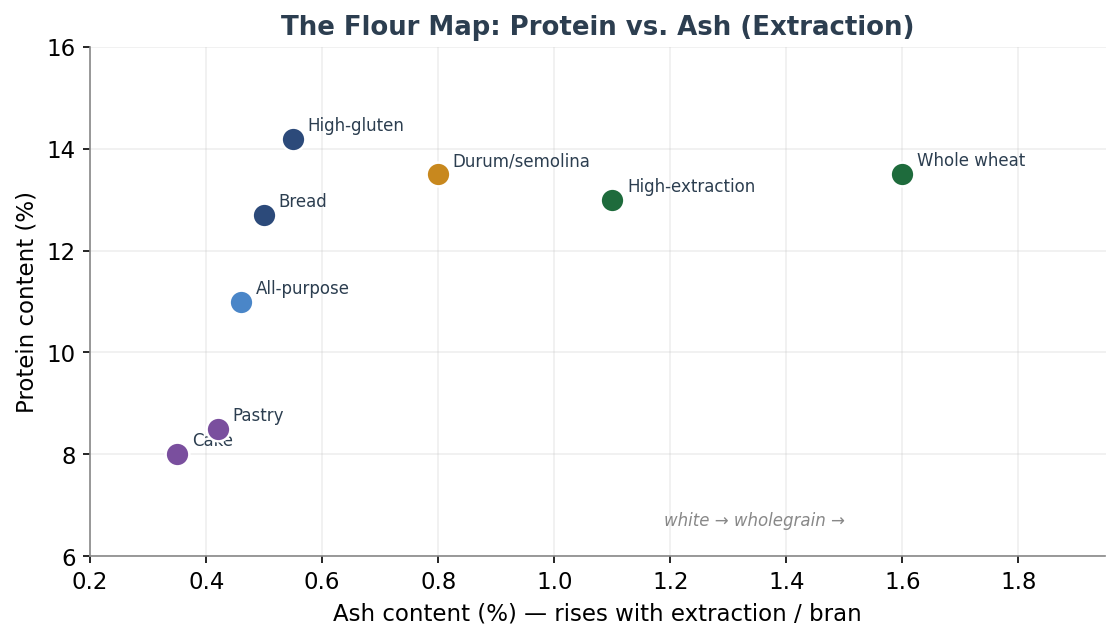 The Flour Map: Protein vs. Ash (Extraction)
16
14
12
10
8
6
Protein content (%)
High-gluten
Durum/semolina
Whole wheat
High-extraction
Bread
All-purpose
Pastry
Cake
white → wholegrain →
0.2 0.4 0.6 0.8 1.0 1.2 1.4 1.6 1.8
Ash content (%) — rises with extraction / bran